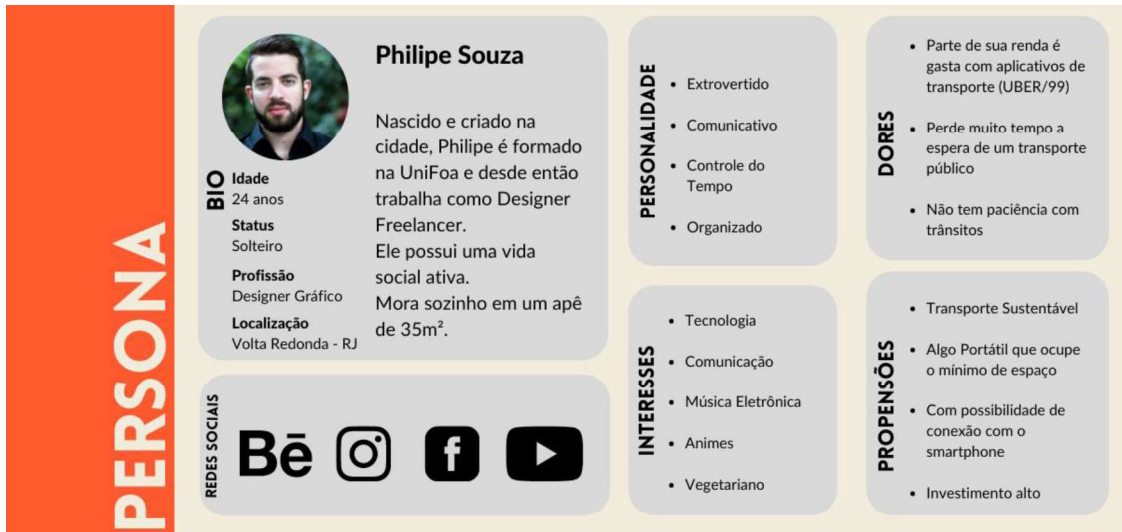 PERSONA
BIO
Philipe Souza
Nascido e criado na
cidade, Philipe é formado
na UniFoa e desde então
trabalha como Designer
Freelancer.
Ele possui uma vida
social ativa.
Mora sozinho em um apê
de 35m².
Idade
24 anos
Status
Solteiro
Profissão
Designer Gráfico
Localização
Volta Redonda - RJ
REDES SOCIAIS
Bē
f
PERSONALIDADE
• Extrovertido
• Comunicativo
• Controle do
Tempo
• Organizado
INTERESSES
• Tecnologia
• Comunicação
• Música Eletrônica
• Animes
• Vegetariano
DORES
• Parte de sua renda é
gasta com aplicativos de
transporte (UBER/99)
• Perde muito tempo a
espera de um transporte
público
• Não tem paciência com
trânsitos
PROPENSÕES
• Transporte Sustentável
• Algo Portátil que ocupe
o mínimo de espaço
• Com possibilidade de
conexão com o
smartphone
• Investimento alto